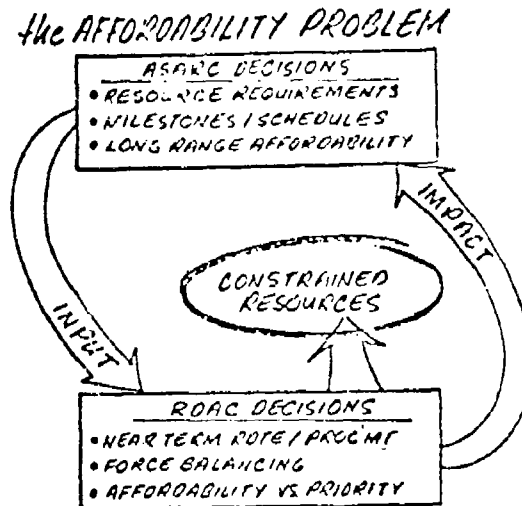 the AFFORDABILITY PROBLEM
ASARC DECISIONS
• RESOURCE REQUIREMENTS
• MILESTONES / SCHEDULES
• LONG RANGE AFFORDABILITY
IMPACT
CONSTRAINED
RESOURCES
INPUT
ROAC DECISIONS
• NEAR TERM RDTE / PROC'MT
• FORCE BALANCING
• AFFORDABILITY VS PRIORITY